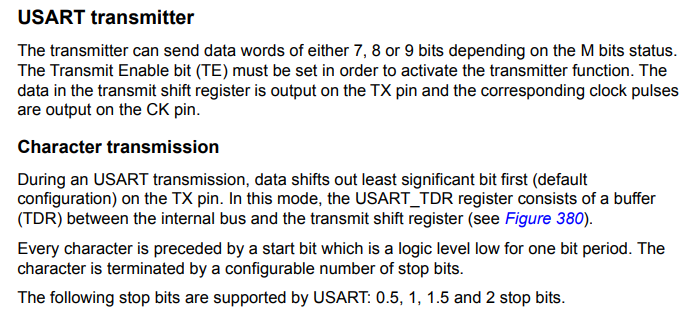 USART transmitter
The transmitter can send data words of either 7, 8 or 9 bits depending on the M bits status.
The Transmit Enable bit (TE) must be set in order to activate the transmitter function. The
data in the transmit shift register is output on the TX pin and the corresponding clock pulses
are output on the CK pin.
Character transmission
During an USART transmission, data shifts out least significant bit first (default
configuration) on the TX pin. In this mode, the USART_TDR register consists of a buffer
(TDR) between the internal bus and the transmit shift register (see Figure 380).
Every character is preceded by a start bit which is a logic level low for one bit period. The
character is terminated by a configurable number of stop bits.
The following stop bits are supported by USART: 0.5, 1, 1.5 and 2 stop bits.